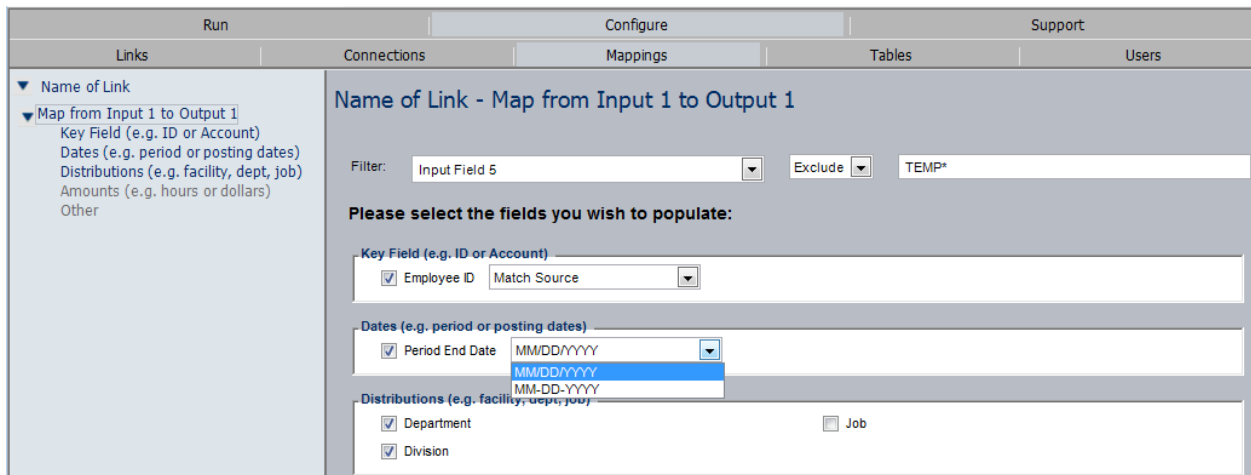 Run Configure Support
Links Connections Mappings Tables Users
Name of Link
Map from Input 1 to Output 1
Key Field (e.g. ID or Account)
Dates (e.g. period or posting dates)
Distributions (e.g. facility, dept, job)
Amounts (e.g. hours or dollars)
Other
Name of Link - Map from Input 1 to Output 1
Filter: Input Field 5 Exclude TEMP*
Please select the fields you wish to populate:
Key Field (e.g. ID or Account)
Employee ID Match Source
Dates (e.g. period or posting dates)
Period End Date MM/DD/YYYY
MM/DD/YYYY
MM-DD-YYYY
Distributions (e.g. facility, dept, job)
Department Job
Division